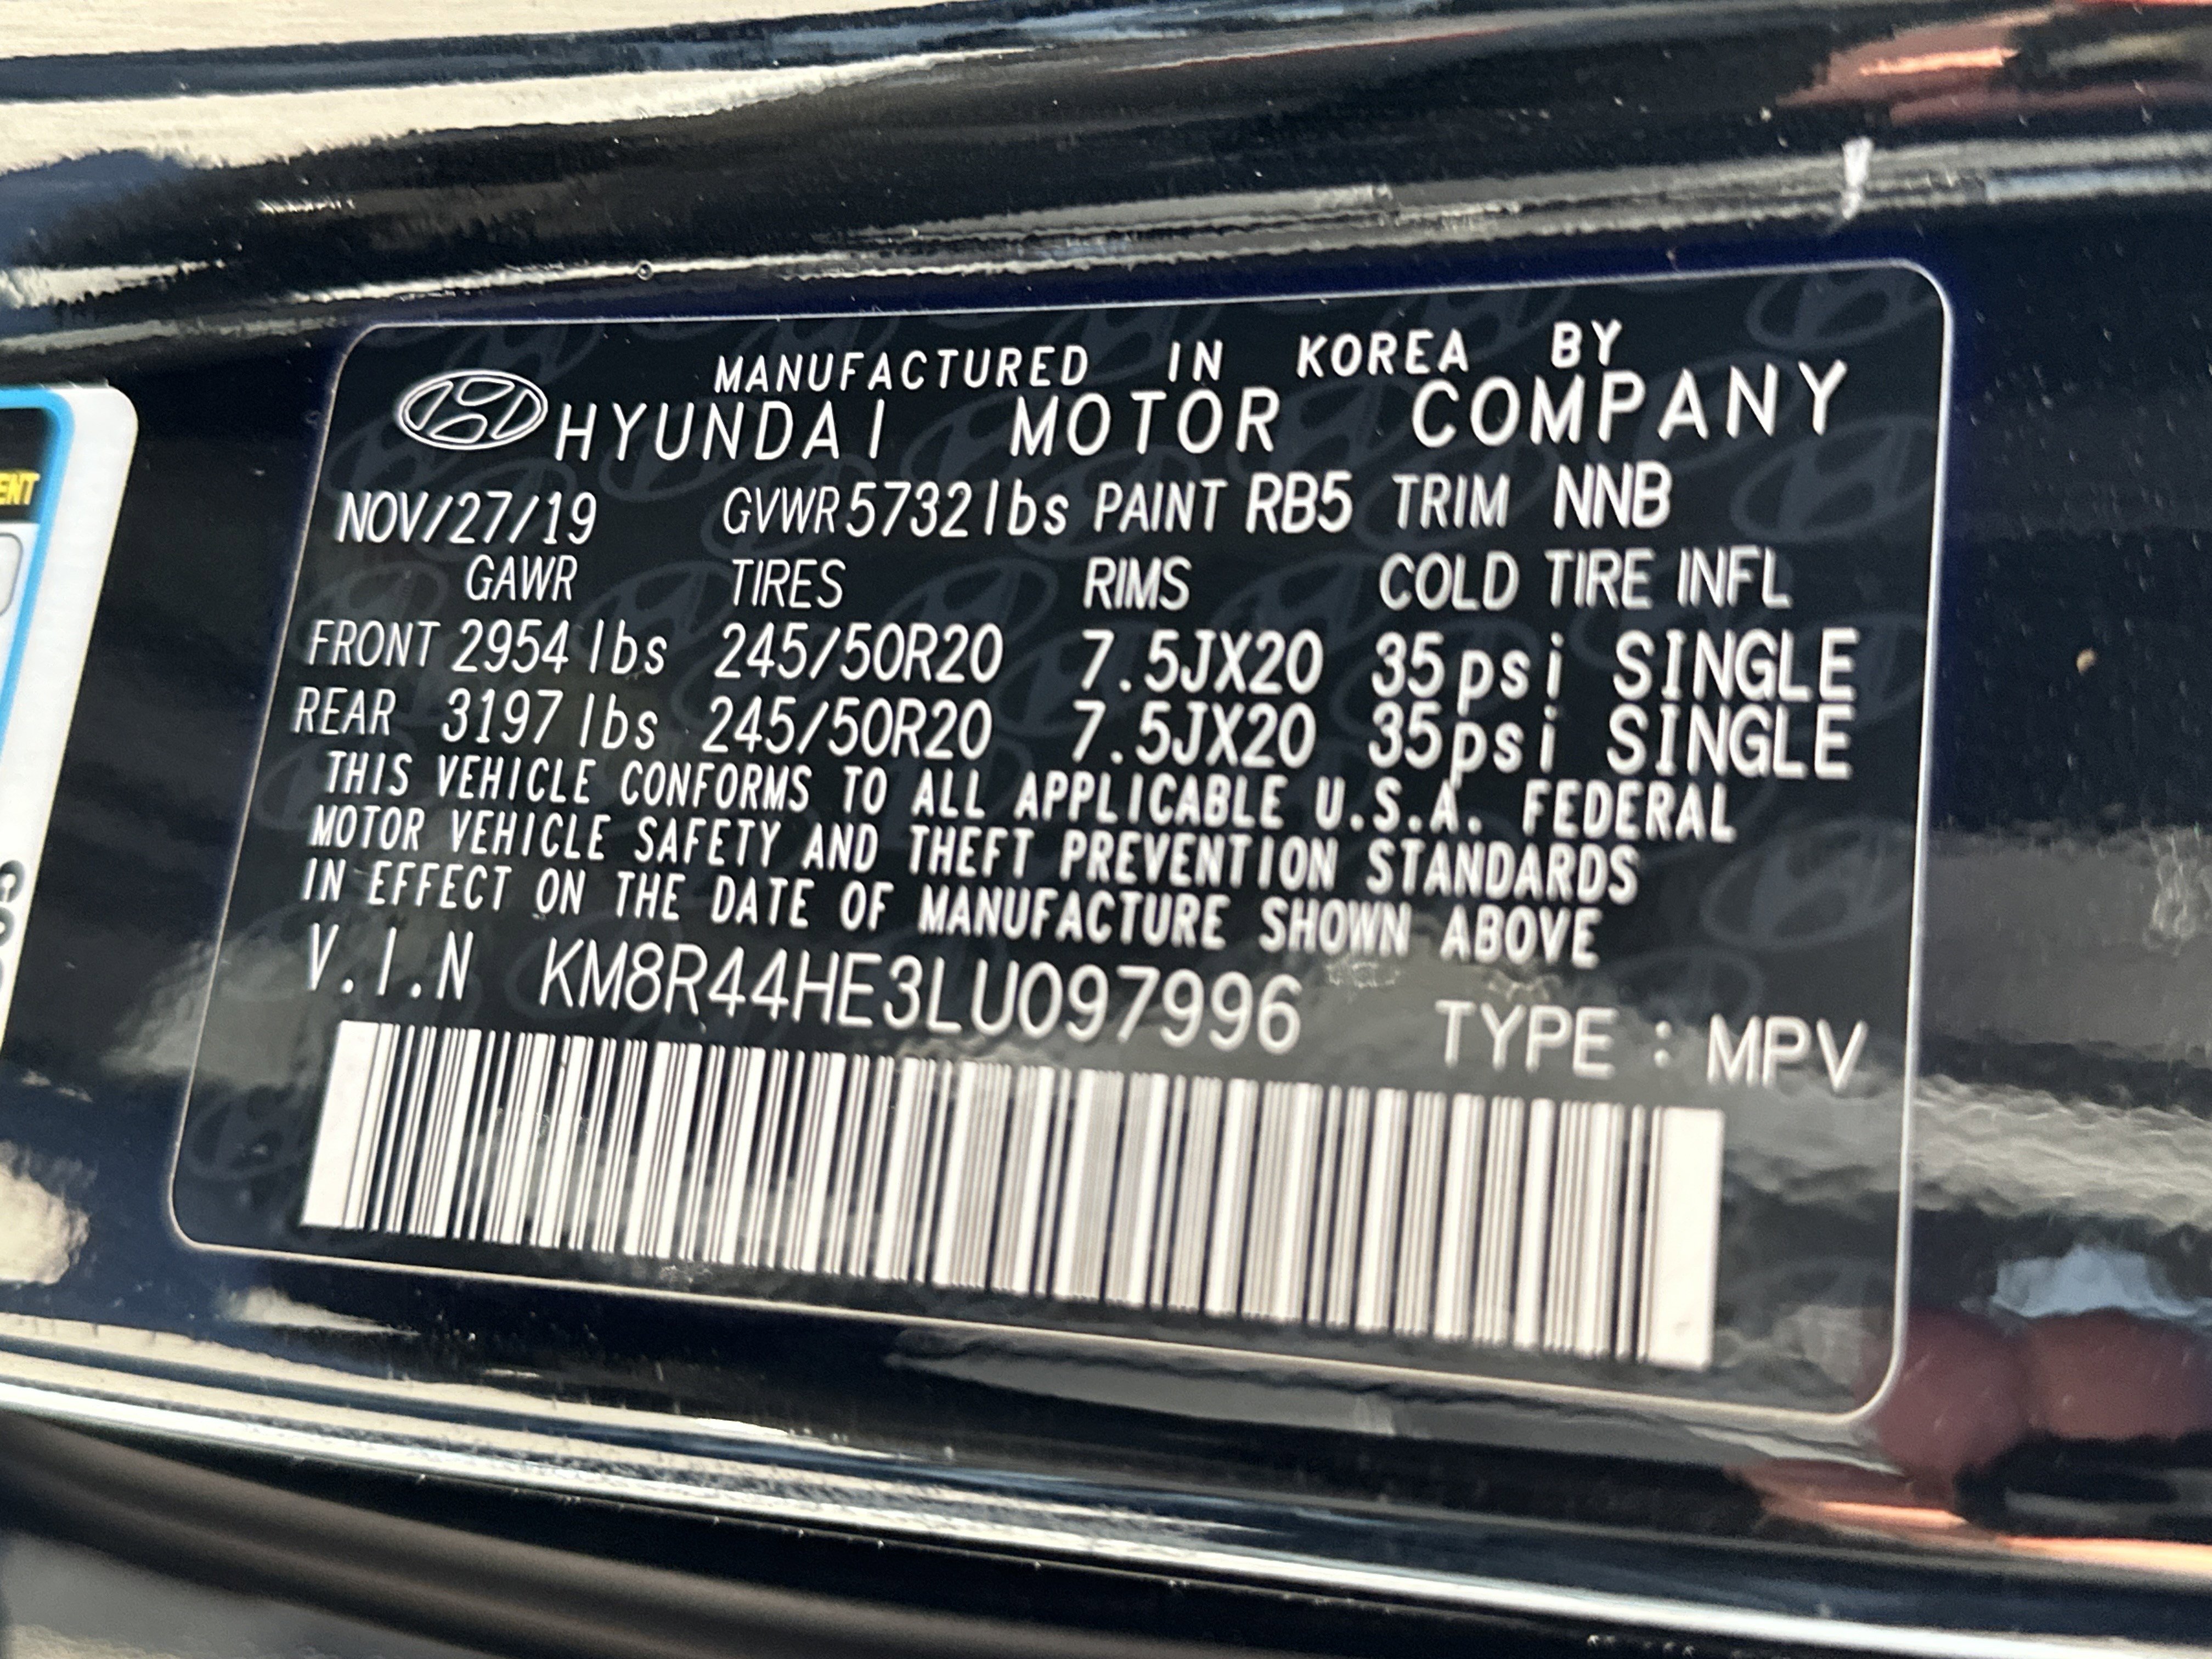 MANUFACTURED IN KOREA BY
HYUNDAI MOTOR COMPANY
NOV/27/19 GVWR 5732lbs PAINT RB5 TRIM NNB
GAWR TIRES RIMS COLD TIRE INFL
FRONT 2954 lbs 245/50R20 7.5JX20 35psi SINGLE
REAR 3197 lbs 245/50R20 7.5JX20 35psi SINGLE
THIS VEHICLE CONFORMS TO ALL APPLICABLE U.S.A. FEDERAL
MOTOR VEHICLE SAFETY AND THEFT PREVENTION STANDARDS
IN EFFECT ON THE DATE OF MANUFACTURE SHOWN ABOVE
V.I.N KM8R44HE3LU097996 TYPE : MPV